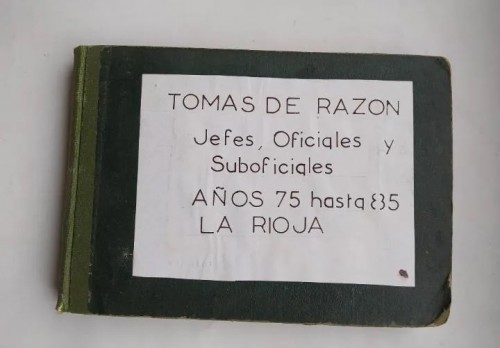 TOMAS DE RAZON
Jefes, Oficiales y
Suboficiales
AÑOS 75 hasta 85
LA RIOJA